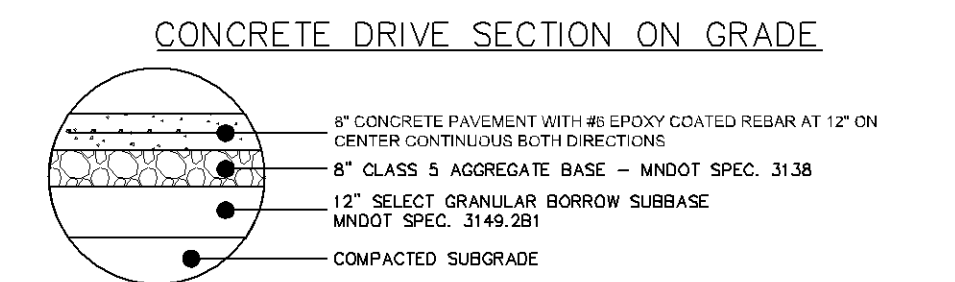 CONCRETE DRIVE SECTION ON GRADE
8" CONCRETE PAVEMENT WITH #6 EPOXY COATED REBAR AT 12" ON
CENTER CONTINUOUS BOTH DIRECTIONS
8" CLASS 5 AGGREGATE BASE – MNDOT SPEC. 3138
12" SELECT GRANULAR BORROW SUBBASE
MNDOT SPEC. 3149.2B1
COMPACTED SUBGRADE